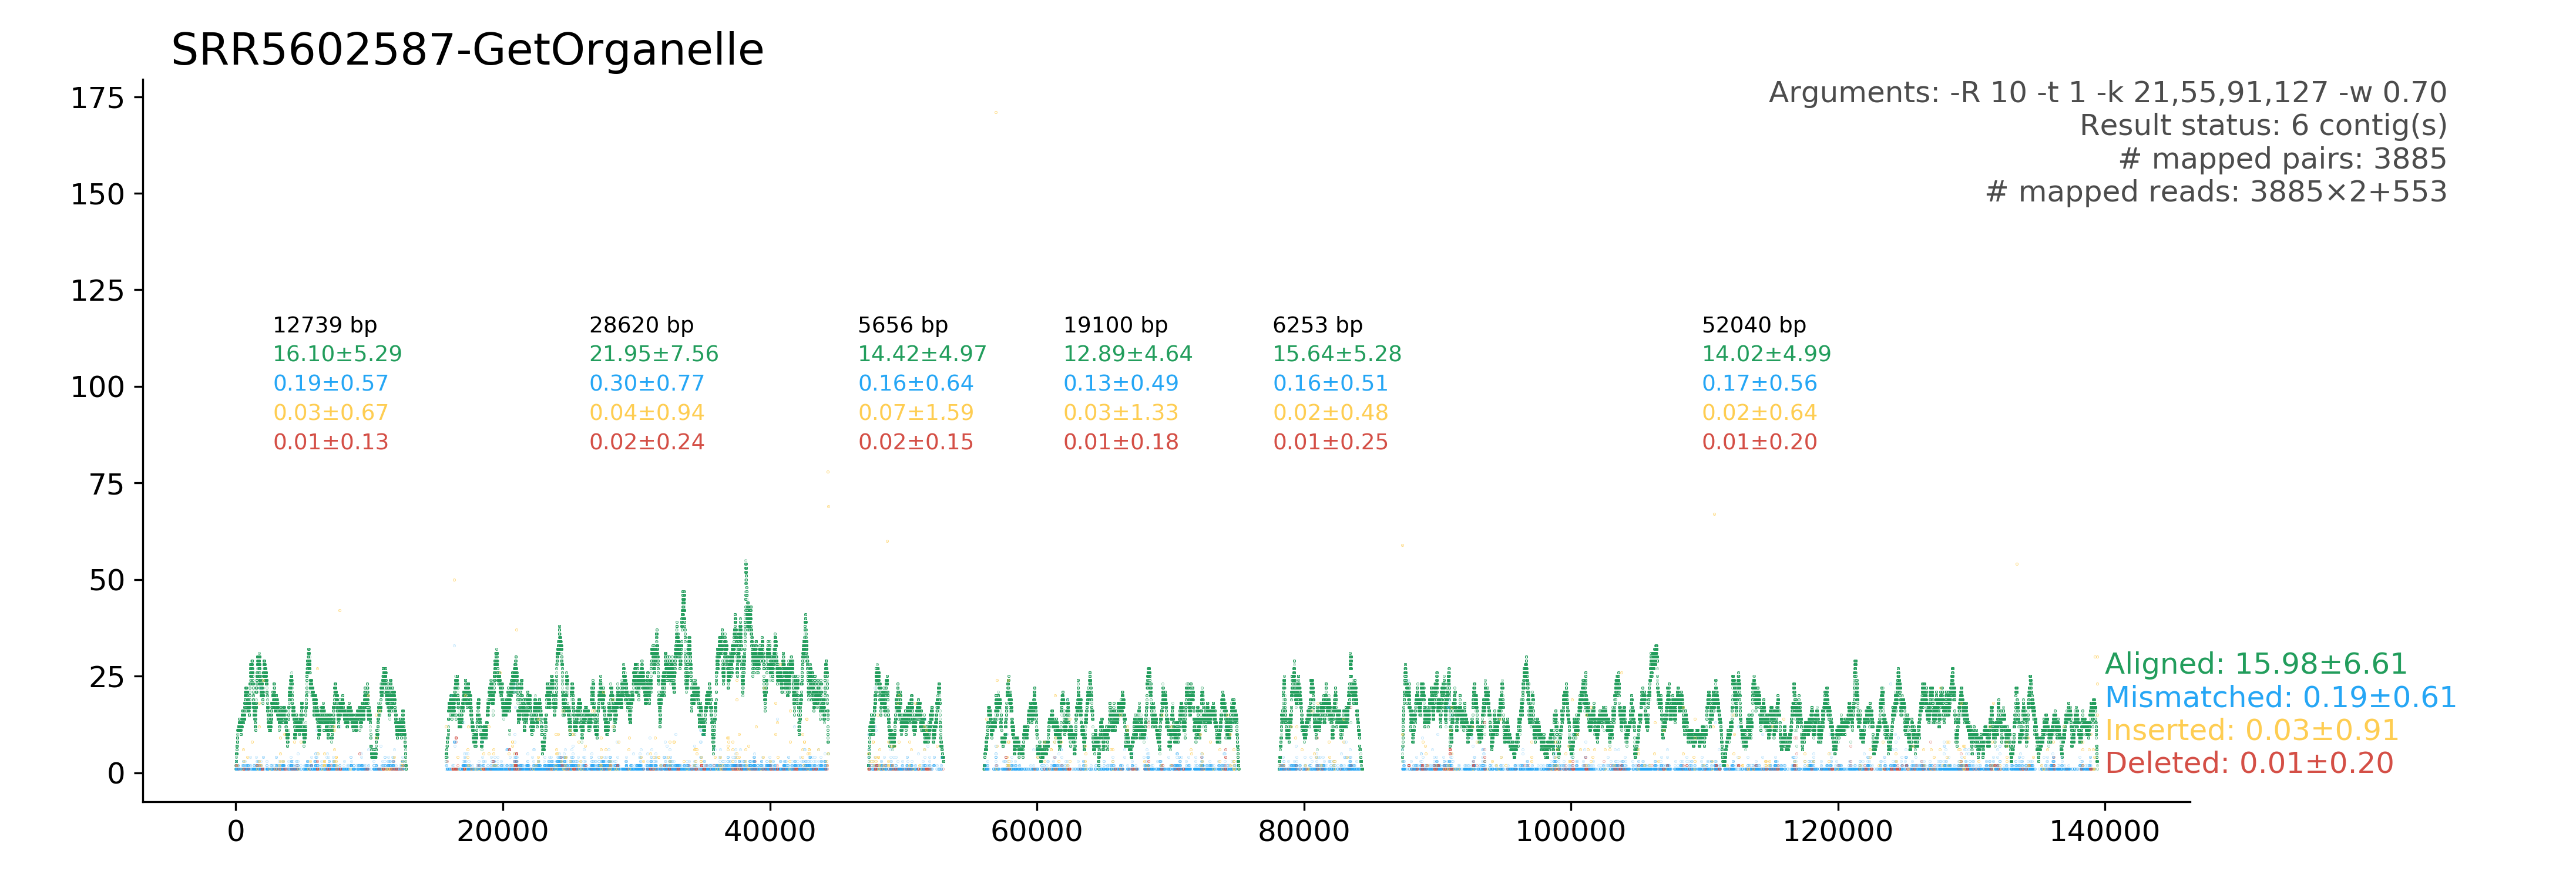 SRR5602587-GetOrganelle
Arguments: -R 10 -t 1 -k 21,55,91,127 -w 0.70
Result status: 6 contig(s)
# mapped pairs: 3885
# mapped reads: 3885×2+553
175
150
125
100
75
50
25
0
12739 bp
16.10±5.29
0.19±0.57
0.03±0.67
0.01±0.13
28620 bp
21.95±7.56
0.30±0.77
0.04±0.94
0.02±0.24
5656 bp
14.42±4.97
0.16±0.64
0.07±1.59
0.02±0.15
19100 bp
12.89±4.64
0.13±0.49
0.03±1.33
0.01±0.18
6253 bp
15.64±5.28
0.16±0.51
0.02±0.48
0.01±0.25
52040 bp
14.02±4.99
0.17±0.56
0.02±0.64
0.01±0.20
Aligned: 15.98±6.61
Mismatched: 0.19±0.61
Inserted: 0.03±0.91
Deleted: 0.01±0.20
0 20000 40000 60000 80000 100000 120000 140000